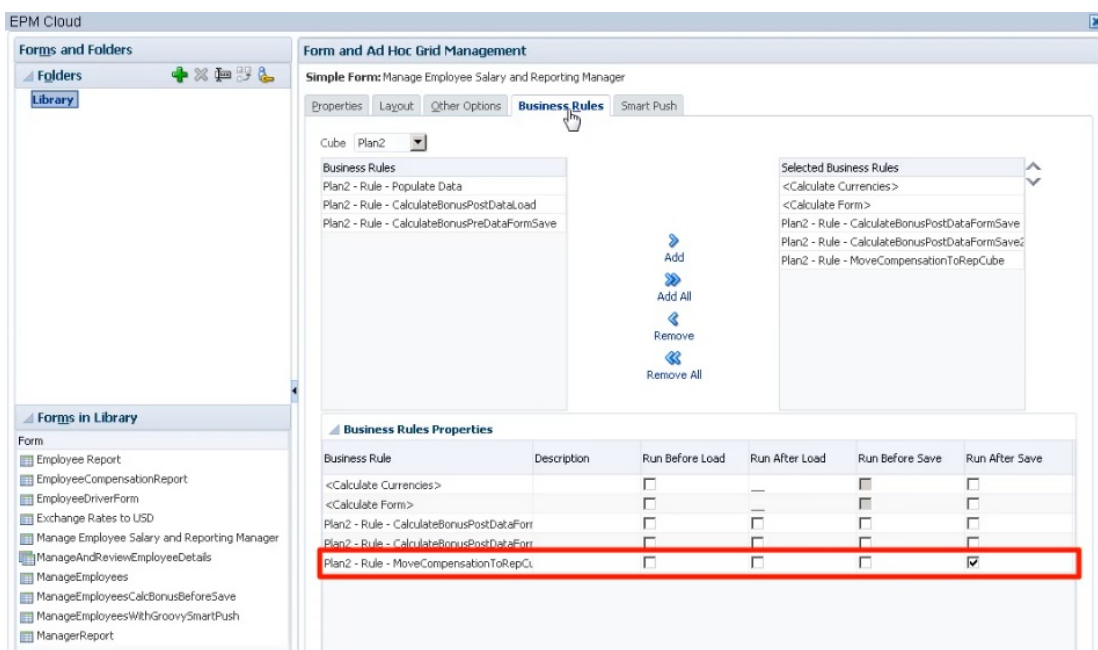 EPM Cloud
Forms and Folders
Folders
Library
Forms in Library
Form
Employee Report
EmployeeCompensationReport
EmployeeDriverForm
Exchange Rates to USD
Manage Employee Salary and Reporting Manager
ManageAndReviewEmployeeDetails
ManageEmployees
ManageEmployeesCalcBonusBeforeSave
ManageEmployeesWithGroovySmartPush
ManagerReport
Form and Ad Hoc Grid Management
Simple Form: Manage Employee Salary and Reporting Manager
Properties Layout Other Options Business Rules Smart Push
Cube Plan2
Business Rules
Plan2 - Rule - Populate Data
Plan2 - Rule - CalculateBonusPostDataLoad
Plan2 - Rule - CalculateBonusPreDataFormSave
Add
Add All
Remove
Remove All
Selected Business Rules
<Calculate Currencies>
<Calculate Form>
Plan2 - Rule - CalculateBonusPostDataFormSave
Plan2 - Rule - CalculateBonusPostDataFormSave2
Plan2 - Rule - MoveCompensationToRepCube
Business Rules Properties
Business Rule Description Run Before Load Run After Load Run Before Save Run After Save
<Calculate Currencies>
<Calculate Form>
Plan2 - Rule - CalculateBonusPostDataForr
Plan2 - Rule - CalculateBonusPostDataForr
Plan2 - Rule - MoveCompensationToRepCu